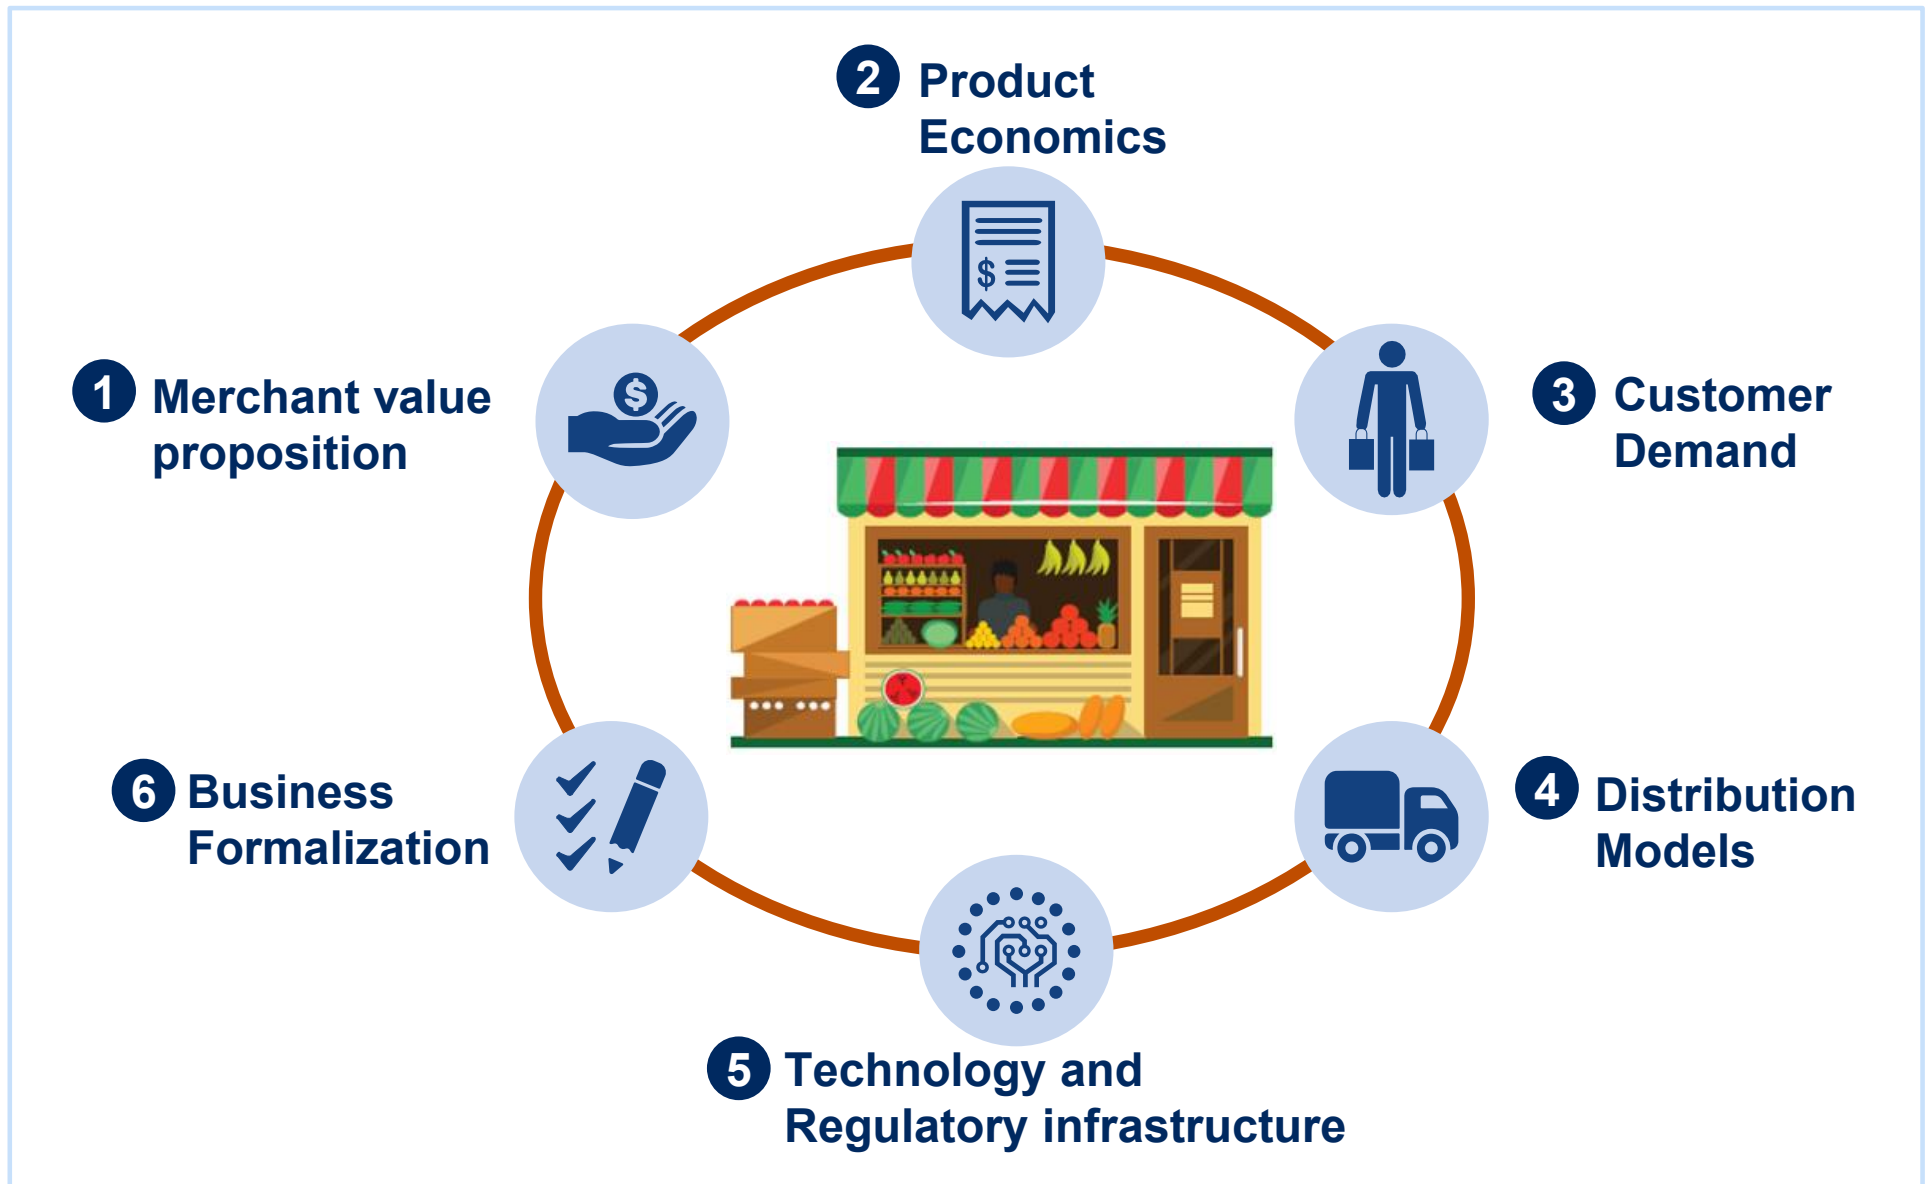 2 Product
Economics
1 Merchant value
proposition
3 Customer
Demand
$
$
6 Business
Formalization
4 Distribution
Models
5 Technology and
Regulatory infrastructure